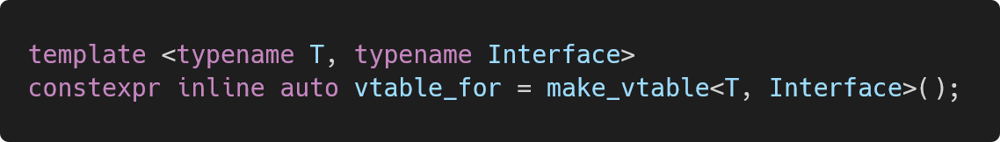 template <typename T, typename Interface>
constexpr inline auto vtable_for = make_vtable<T, Interface>();